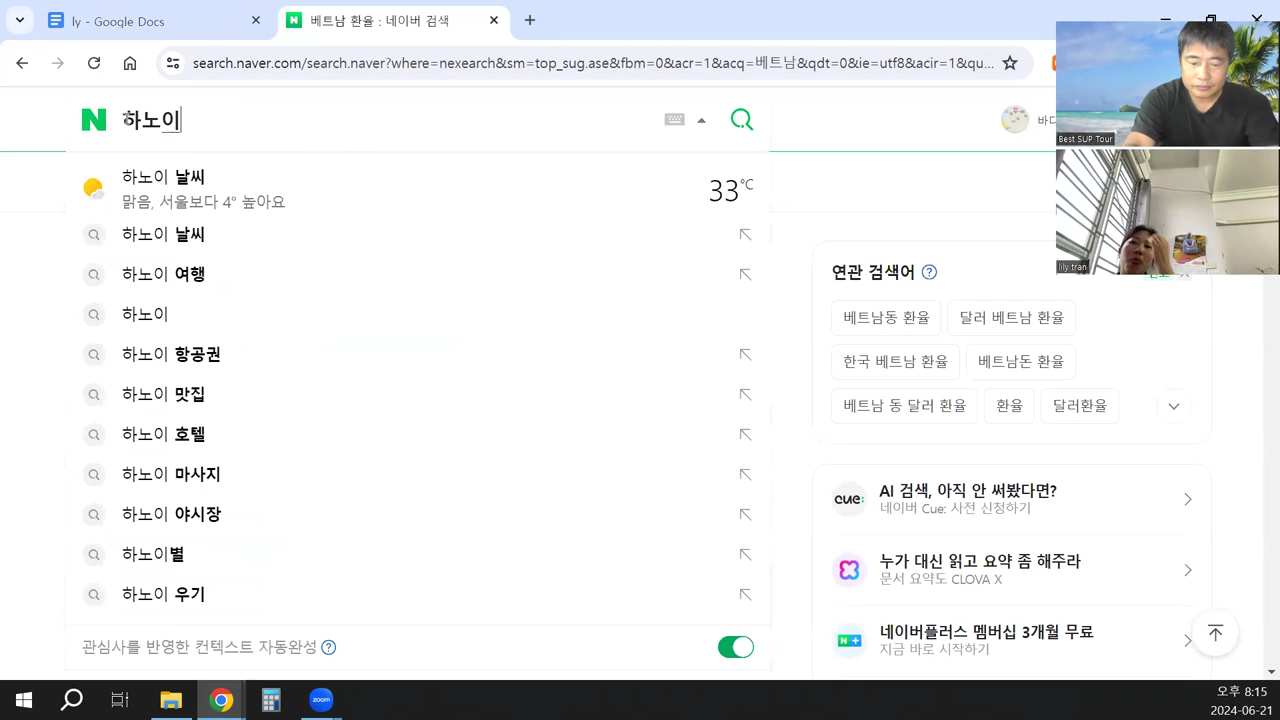 ly - Google Docs
베트남 환율 : 네이버 검색
search.naver.com/search.naver?where=nexearch&sm=top_sug.ase&fbm=0&acr=1&acq=베트남&qdt=0&ie=utf8&acir=1&qu...
N 하노이
바다
하노이 날씨
맑음, 서울보다 4° 높아요
33°C
하노이 날씨
하노이 여행
하노이
하노이 항공권
하노이 맛집
하노이 호텔
하노이 마사지
하노이 야시장
하노이별
하노이 우기
관심사를 반영한 컨텍스트 자동완성
연관 검색어
베트남동 환율
달러 베트남 환율
한국 베트남 환율
베트남돈 환율
베트남 동 달러 환율
환율
달러환율
cue:
AI 검색, 아직 안 써봤다면?
네이버 Cue: 사전 신청하기
누가 대신 읽고 요약 좀 해주라
문서 요약도 CLOVA X
N+
네이버플러스 멤버십 3개월 무료
지금 바로 시작하기
Best SUP Tour
lily tran
zoom
오후 8:15
2024-06-21